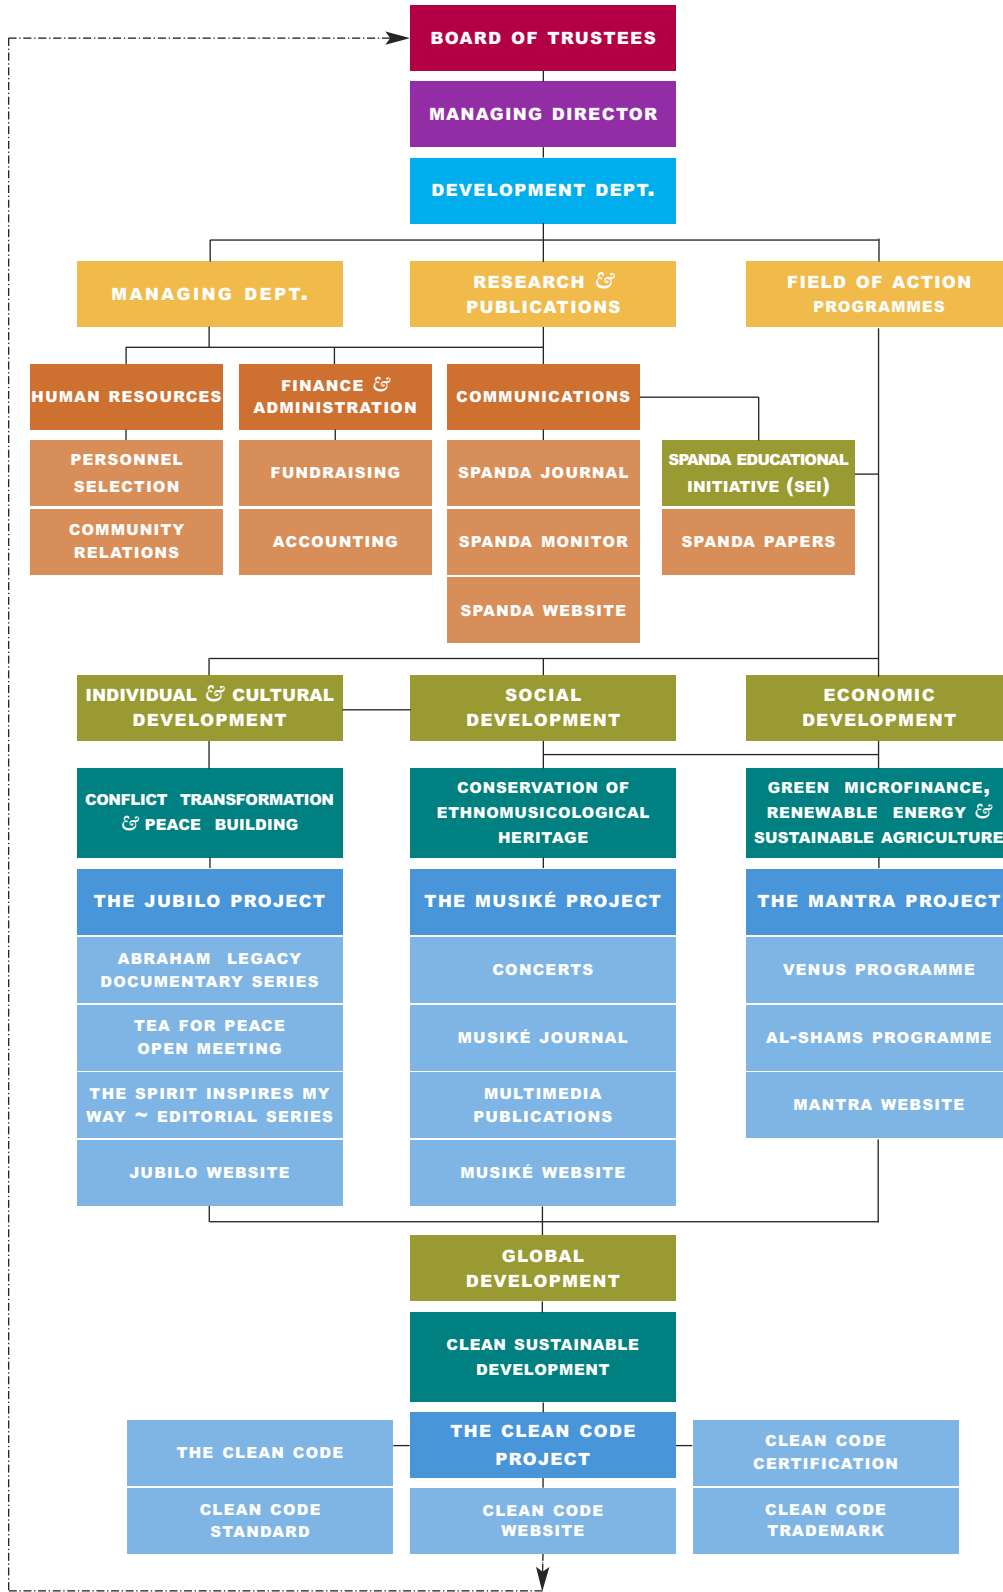 BOARD OF TRUSTEES
MANAGING DIRECTOR
DEVELOPMENT DEPT.
MANAGING DEPT.
RESEARCH &
PUBLICATIONS
FIELD OF ACTION
PROGRAMMES
HUMAN RESOURCES
FINANCE &
ADMINISTRATION
COMMUNICATIONS
PERSONNEL
SELECTION
COMMUNITY
RELATIONS
FUNDRAISING
ACCOUNTING
SPANDA JOURNAL
SPANDA MONITOR
SPANDA WEBSITE
SPANDA EDUCATIONAL
INITIATIVE (SEI)
SPANDA PAPERS
INDIVIDUAL & CULTURAL
DEVELOPMENT
SOCIAL
DEVELOPMENT
ECONOMIC
DEVELOPMENT
CONFLICT TRANSFORMATION
& PEACE BUILDING
CONSERVATION OF
ETHNOMUSICOLOGICAL
HERITAGE
GREEN MICROFINANCE,
RENEWABLE ENERGY &
SUSTAINABLE AGRICULTURE
THE JUBILO PROJECT
ABRAHAM LEGACY
DOCUMENTARY SERIES
TEA FOR PEACE
OPEN MEETING
THE SPIRIT INSPIRES MY
WAY ~ EDITORIAL SERIES
JUBILO WEBSITE
THE MUSIKÉ PROJECT
CONCERTS
MUSIKÉ JOURNAL
MULTIMEDIA
PUBLICATIONS
MUSIKÉ WEBSITE
THE MANTRA PROJECT
VENUS PROGRAMME
AL-SHAMS PROGRAMME
MANTRA WEBSITE
GLOBAL
DEVELOPMENT
CLEAN SUSTAINABLE
DEVELOPMENT
THE CLEAN CODE
PROJECT
THE CLEAN CODE
CLEAN CODE
STANDARD
CLEAN CODE
WEBSITE
CLEAN CODE
CERTIFICATION
CLEAN CODE
TRADEMARK